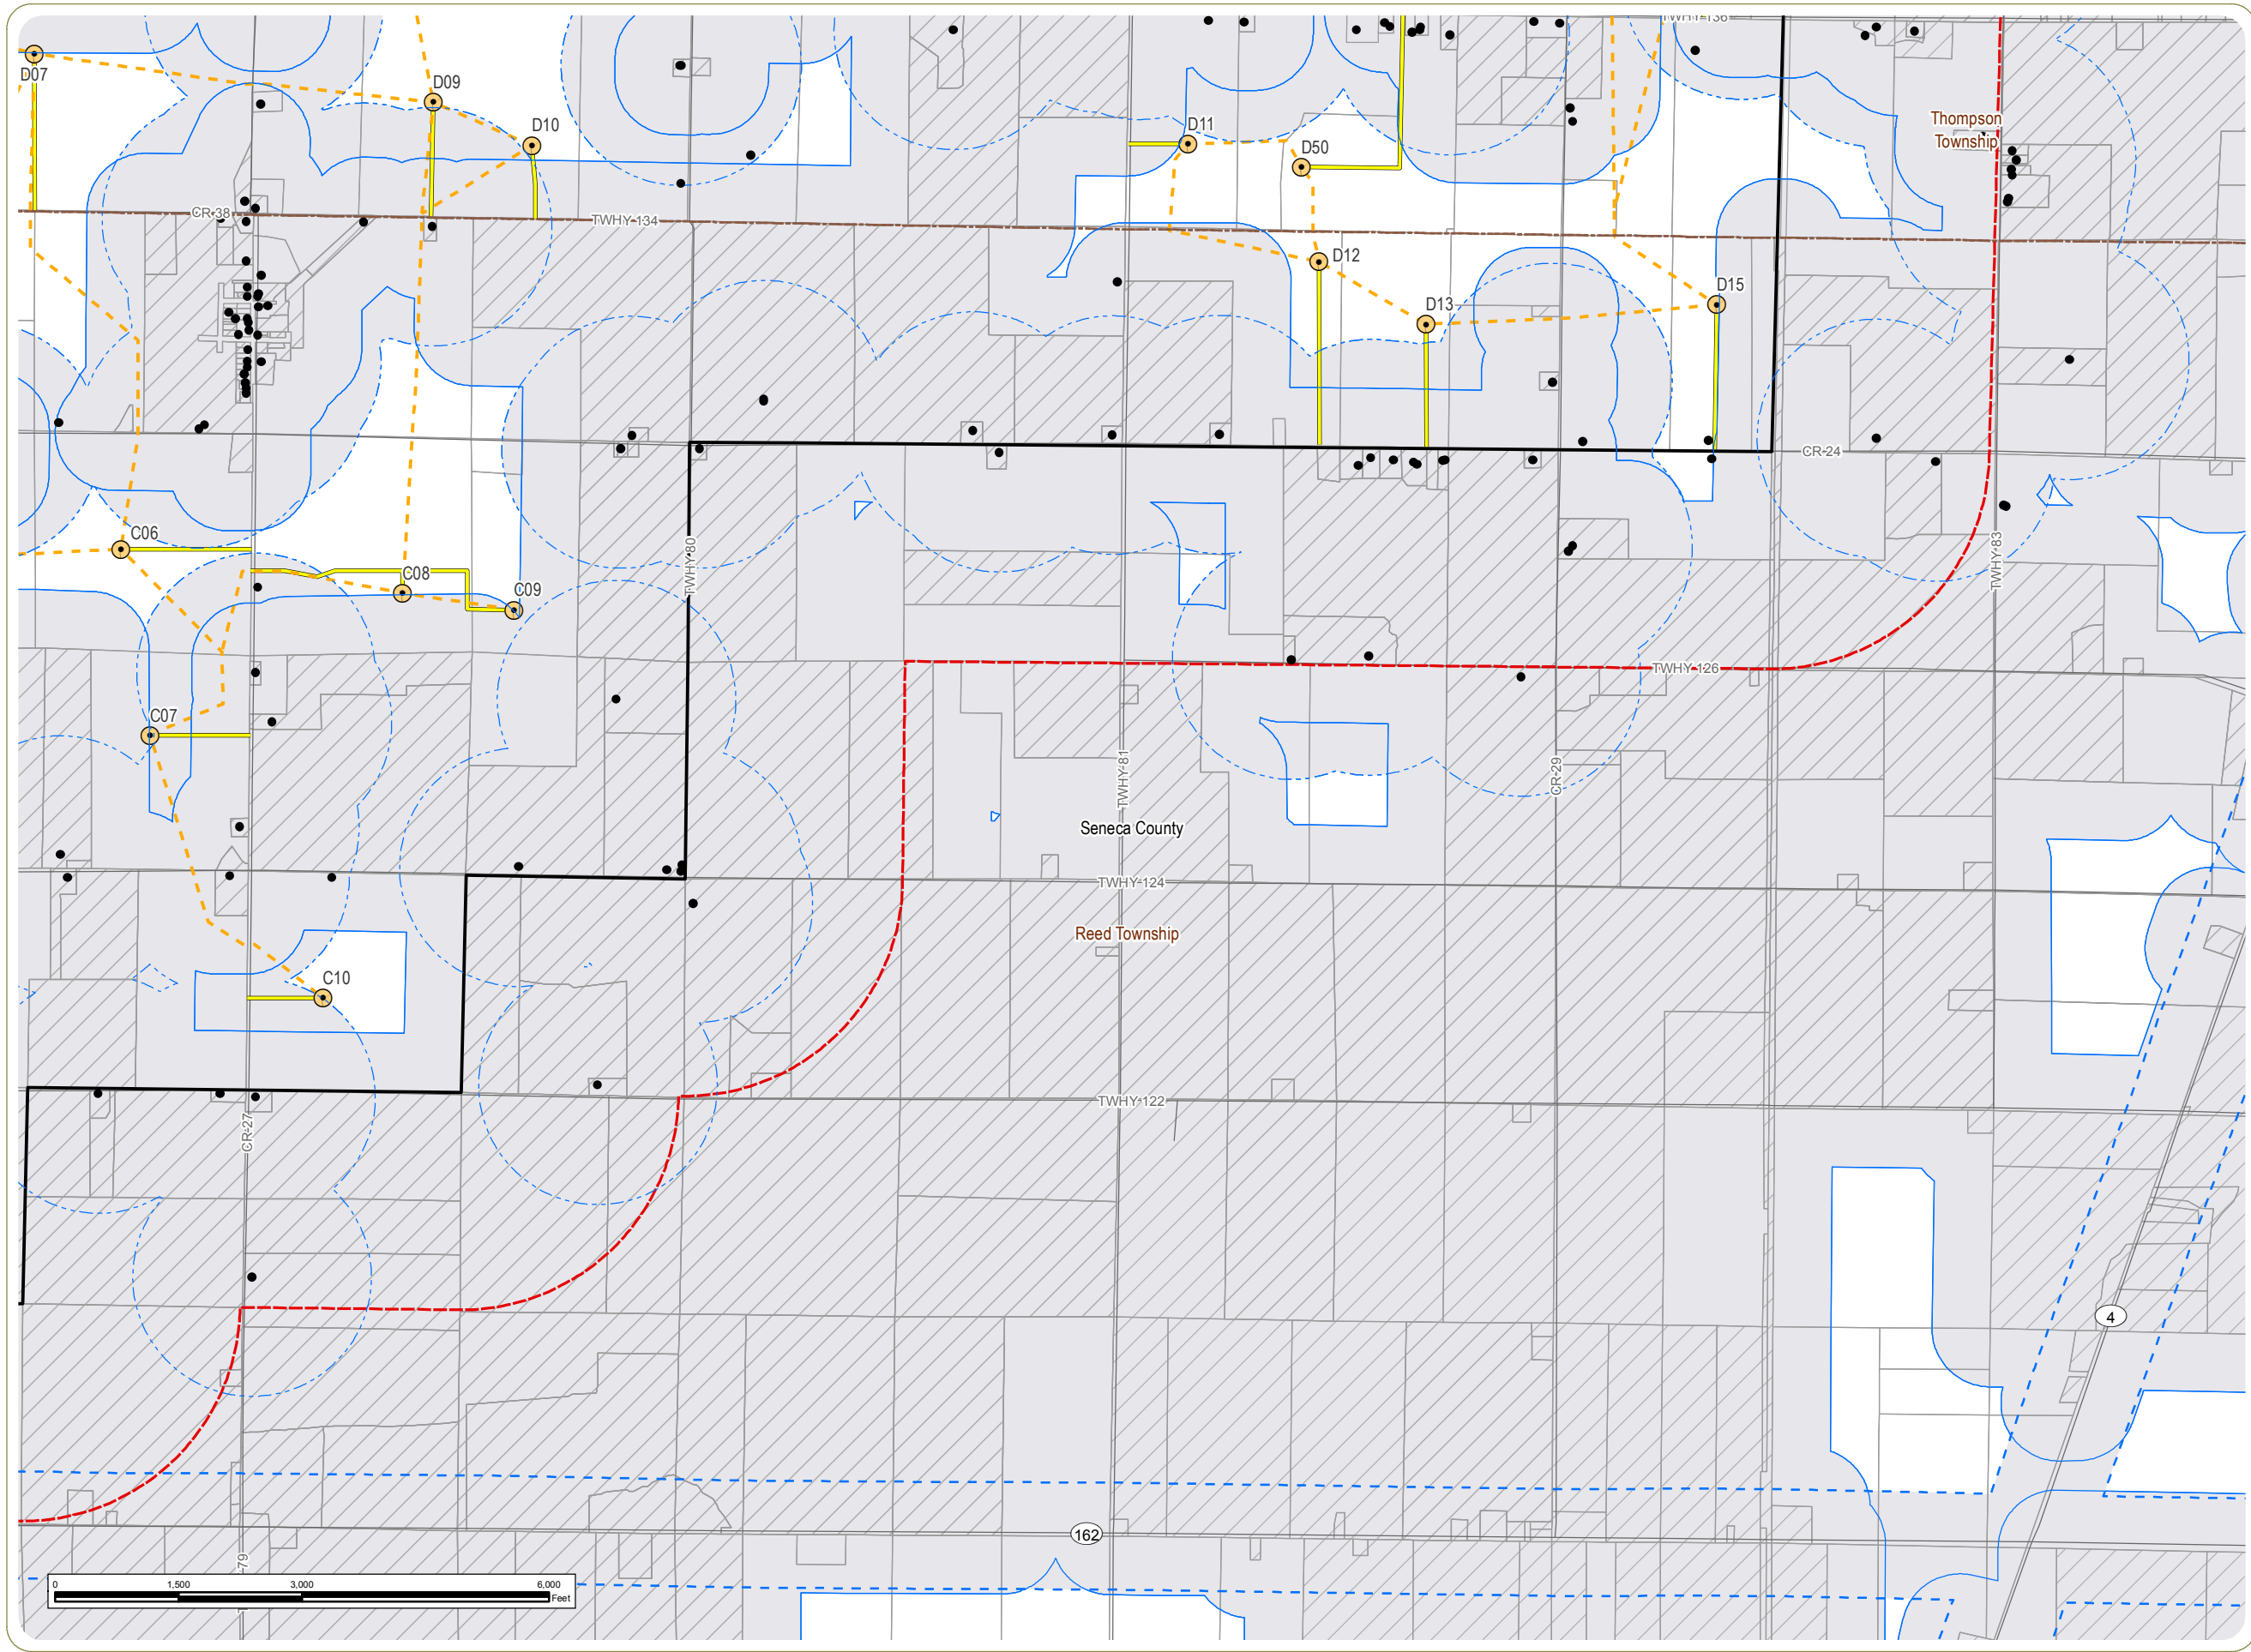 TWHY 136
D07
D09
Thompson
Township
D10
D11
D50
CR-38
TWHY 134
D12
D15
D13
CR-24
C06
TWHY-80
TWHY-83
C08
C09
TWHY 126
C07
TWHY-81
CR-29
Seneca County
TWHY-124
Reed Township
C10
TWHY-122
CR-27
4
162
79
0 1,500 3,000 6,000
Feet